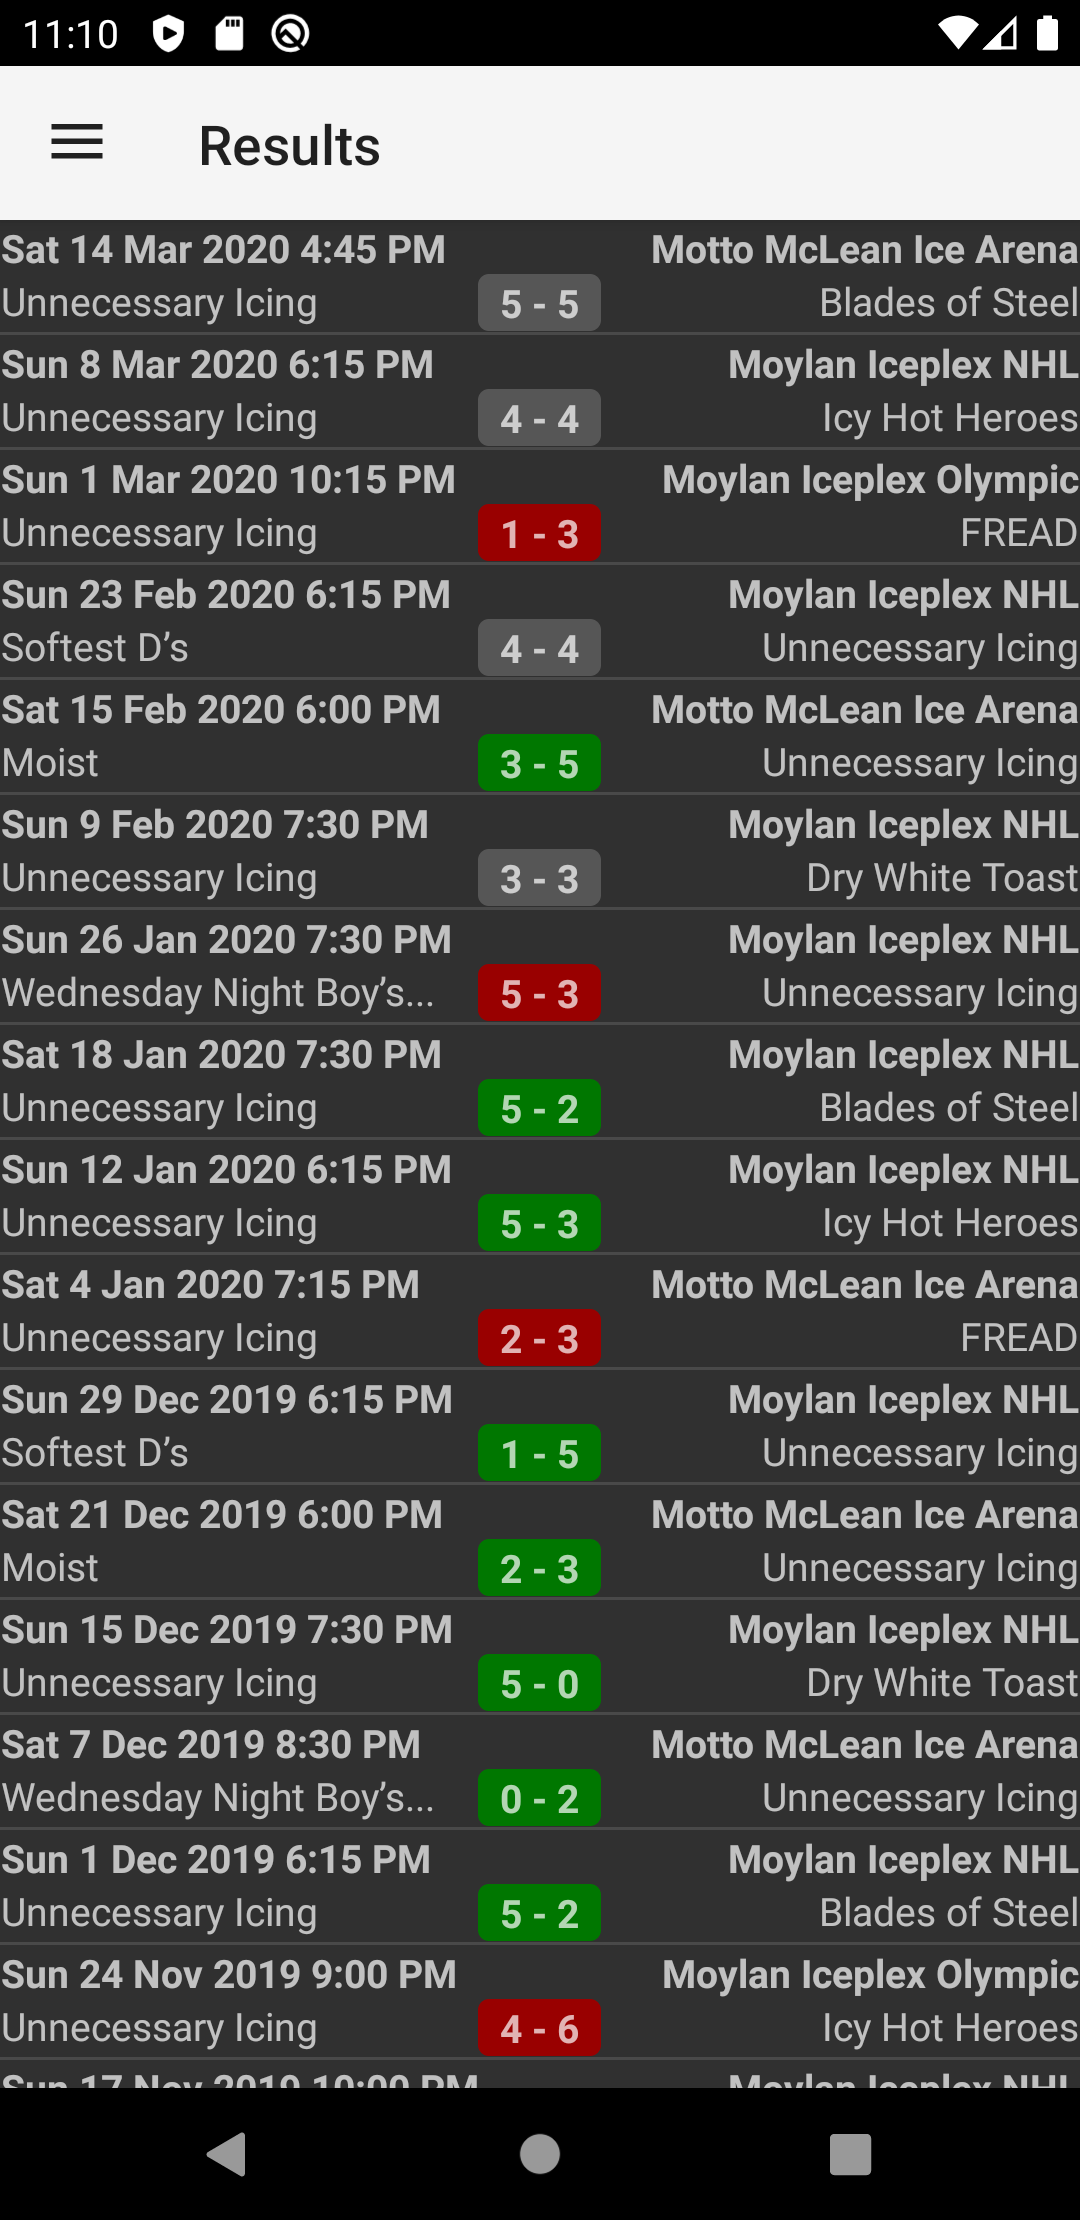 11:10
Results
Sat 14 Mar 2020 4:45 PM Motto McLean Ice Arena
Unnecessary Icing 5 - 5 Blades of Steel
Sun 8 Mar 2020 6:15 PM Moylan Iceplex NHL
Unnecessary Icing 4 - 4 Icy Hot Heroes
Sun 1 Mar 2020 10:15 PM Moylan Iceplex Olympic
Unnecessary Icing 1 - 3 FREAD
Sun 23 Feb 2020 6:15 PM Moylan Iceplex NHL
Softest D’s 4 - 4 Unnecessary Icing
Sat 15 Feb 2020 6:00 PM Motto McLean Ice Arena
Moist 3 - 5 Unnecessary Icing
Sun 9 Feb 2020 7:30 PM Moylan Iceplex NHL
Unnecessary Icing 3 - 3 Dry White Toast
Sun 26 Jan 2020 7:30 PM Moylan Iceplex NHL
Wednesday Night Boy’s... 5 - 3 Unnecessary Icing
Sat 18 Jan 2020 7:30 PM Moylan Iceplex NHL
Unnecessary Icing 5 - 2 Blades of Steel
Sun 12 Jan 2020 6:15 PM Moylan Iceplex NHL
Unnecessary Icing 5 - 3 Icy Hot Heroes
Sat 4 Jan 2020 7:15 PM Motto McLean Ice Arena
Unnecessary Icing 2 - 3 FREAD
Sun 29 Dec 2019 6:15 PM Moylan Iceplex NHL
Softest D’s 1 - 5 Unnecessary Icing
Sat 21 Dec 2019 6:00 PM Motto McLean Ice Arena
Moist 2 - 3 Unnecessary Icing
Sun 15 Dec 2019 7:30 PM Moylan Iceplex NHL
Unnecessary Icing 5 - 0 Dry White Toast
Sat 7 Dec 2019 8:30 PM Motto McLean Ice Arena
Wednesday Night Boy’s... 0 - 2 Unnecessary Icing
Sun 1 Dec 2019 6:15 PM Moylan Iceplex NHL
Unnecessary Icing 5 - 2 Blades of Steel
Sun 24 Nov 2019 9:00 PM Moylan Iceplex Olympic
Unnecessary Icing 4 - 6 Icy Hot Heroes
Sun 17 Nov 2019 10:00 PM Moylan Iceplex NHL